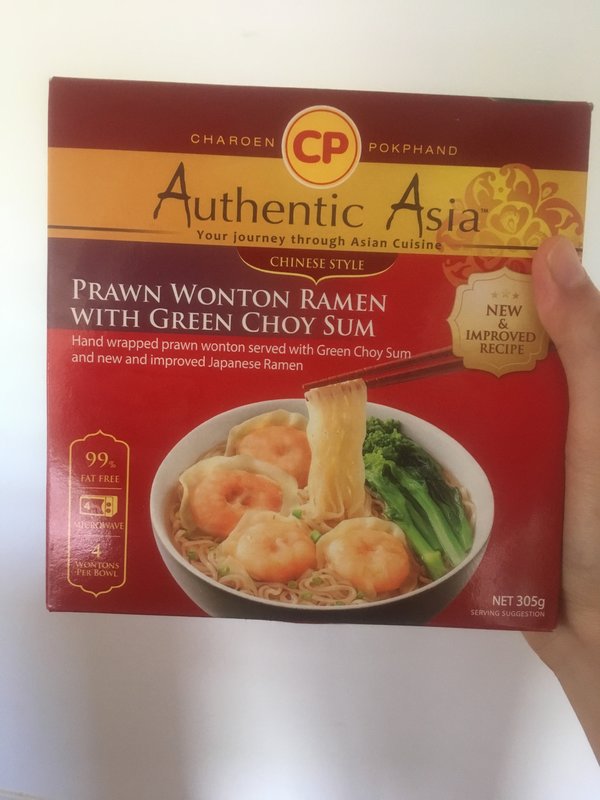 CHAROEN CP POKPHAND
Authentic Asia™
Your journey through Asian Cuisine
CHINESE STYLE
PRAWN WONTON RAMEN
WITH GREEN CHOY SUM
Hand wrapped prawn wonton served with Green Choy Sum
and new and improved Japanese Ramen
NEW
&
IMPROVED
RECIPE
99%
FAT FREE
MICROWAVE
4
WONTONS
PER BOWL
NET 305g
SERVING SUGGESTION